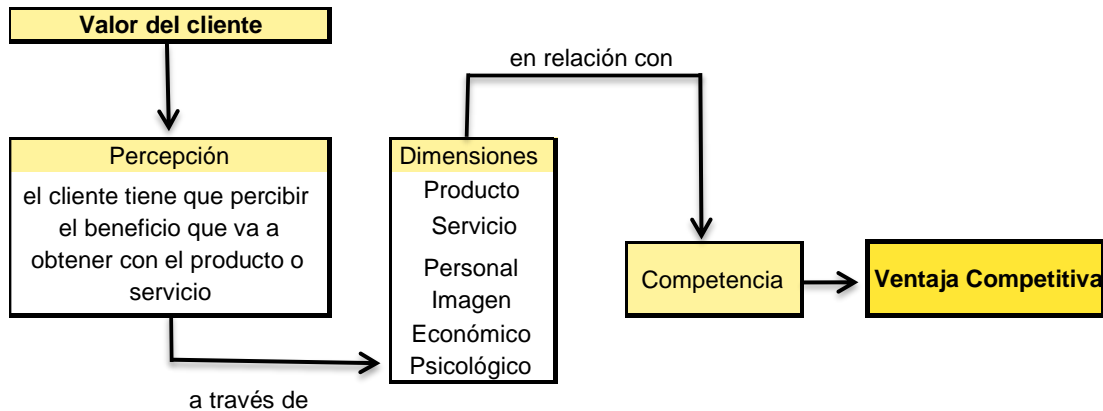 Valor del cliente
en relación con
Percepción
el cliente tiene que percibir
el beneficio que va a
obtener con el producto o
servicio
a través de
Dimensiones
Producto
Servicio
Personal
Imagen
Económico
Psicológico
Competencia
Ventaja Competitiva